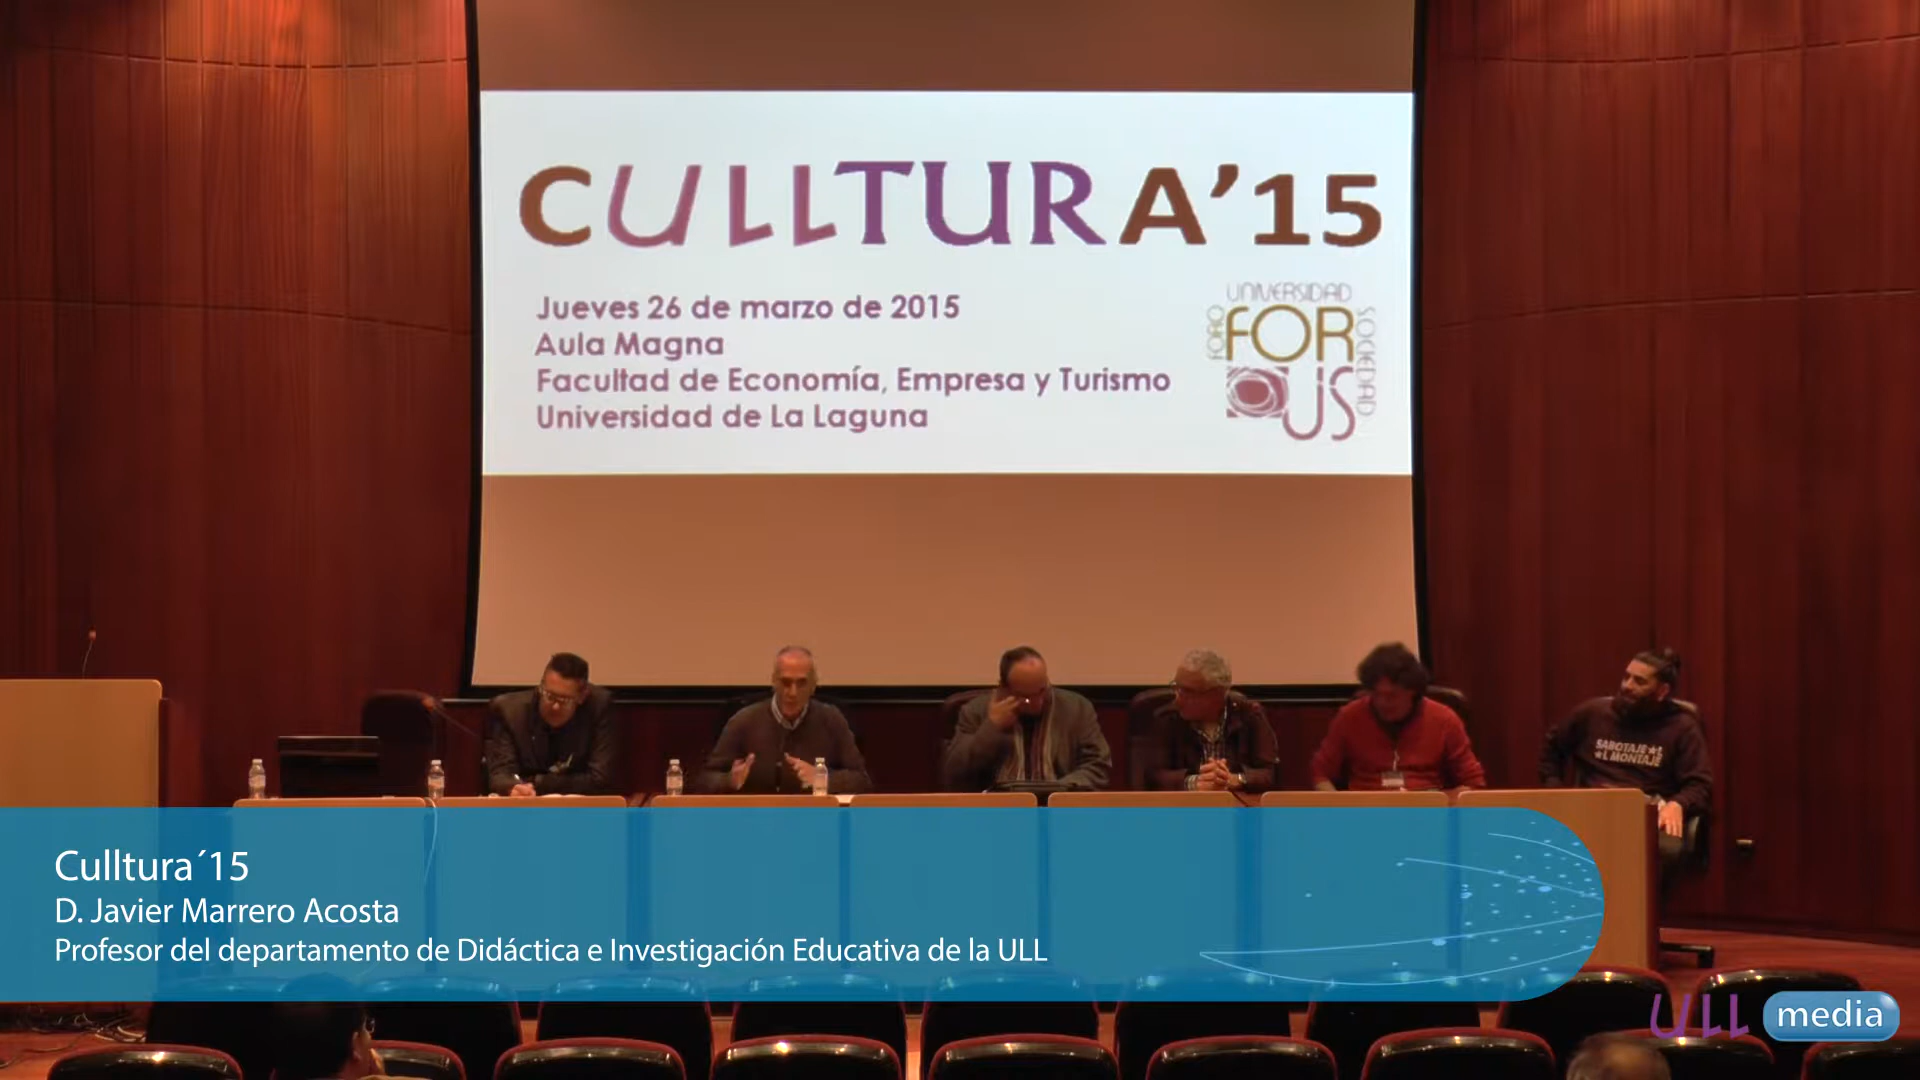 CULLTURA'15
Jueves 26 de marzo de 2015
Aula Magna
Facultad de Economía, Empresa y Turismo
Universidad de La Laguna
UNIVERSIDAD
FORO
FOR
US
SOCIEDAD
SABOTAJE
L MONTAJE
Culltura´15
D. Javier Marrero Acosta
Profesor del departamento de Didáctica e Investigación Educativa de la ULL
ULL media